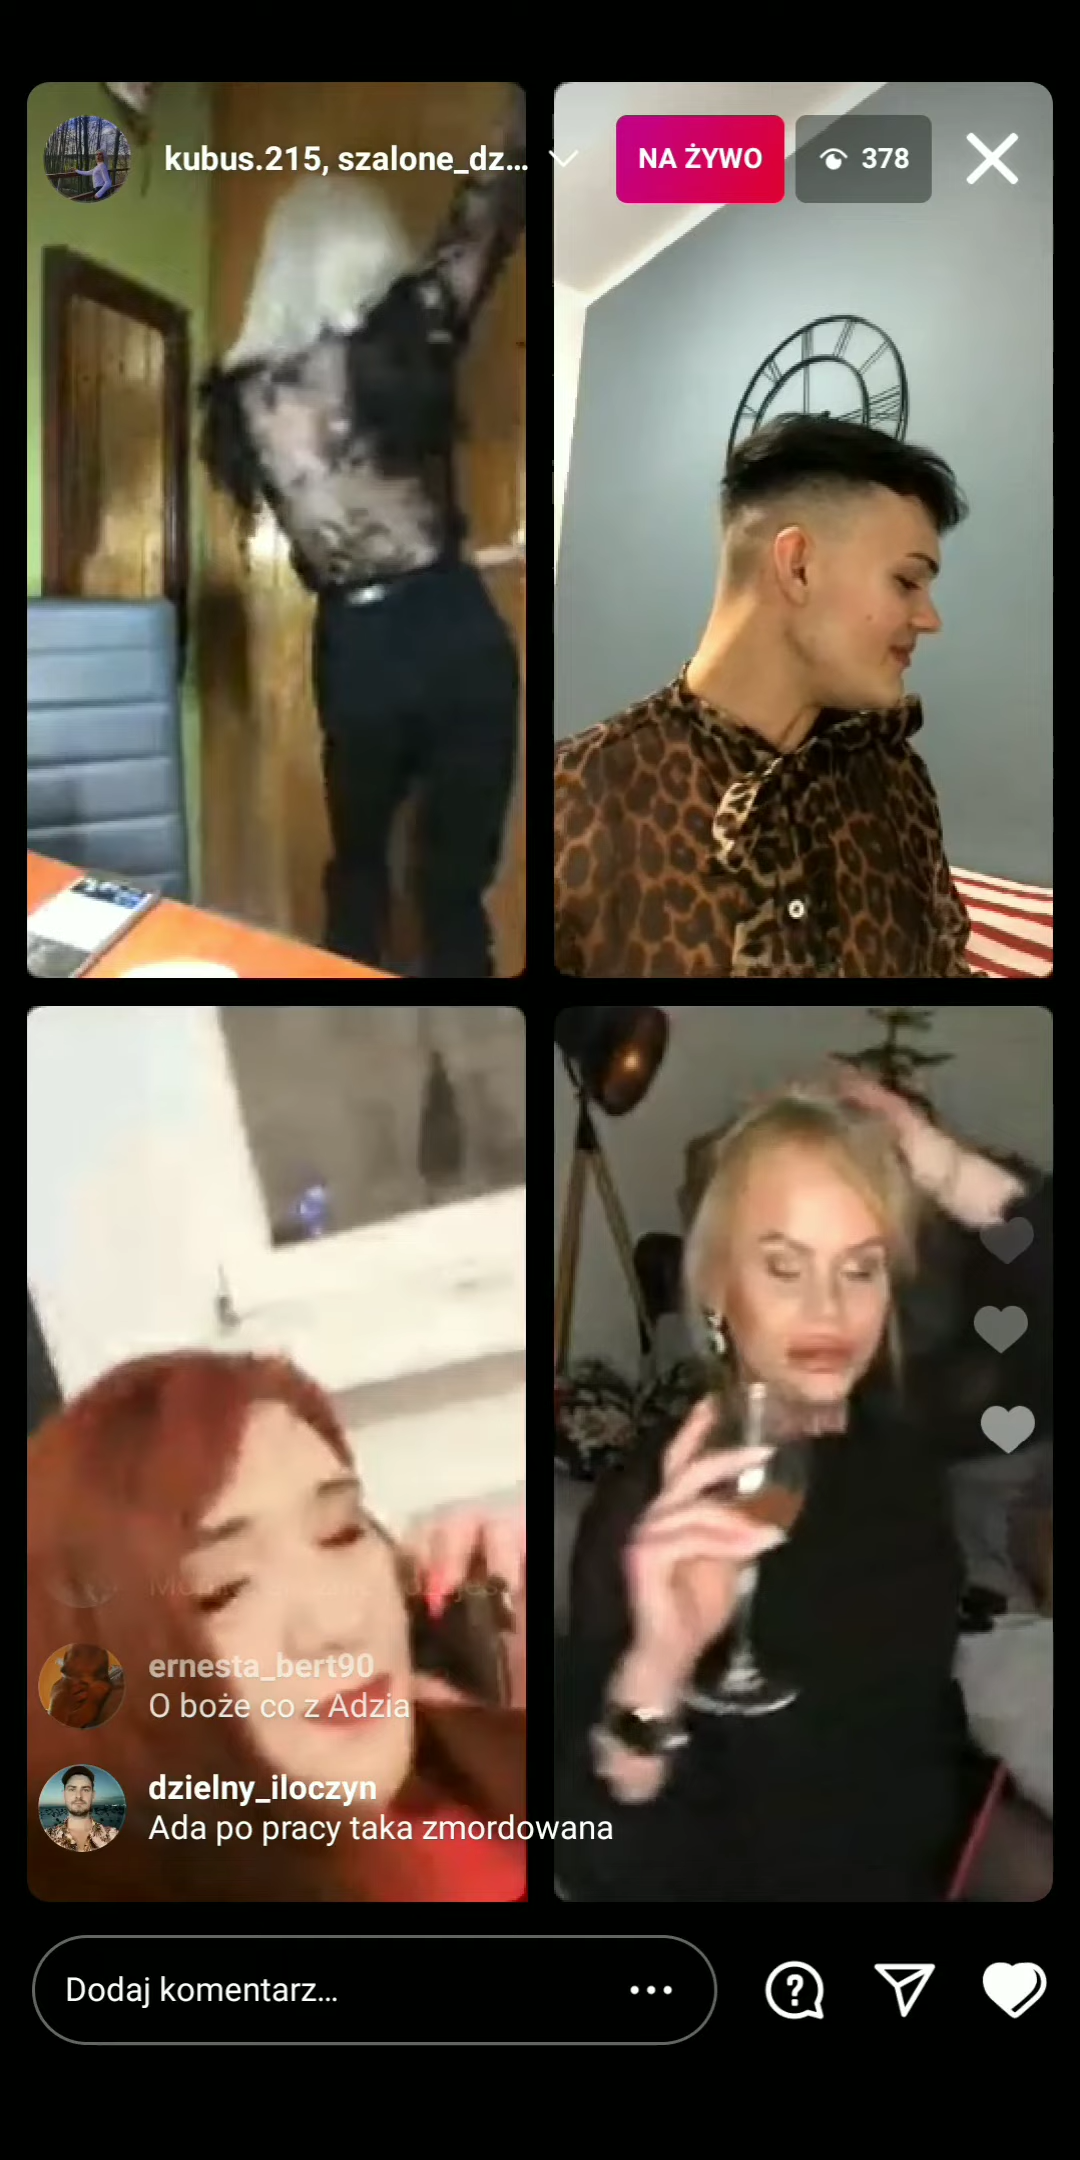 kubus.215, szalone_dz...
NA ŻYWO
378
ernesta_bert90
O boże co z Adzia
dzielny_iloczyn
Ada po pracy taka zmordowana
Dodaj komentarz...